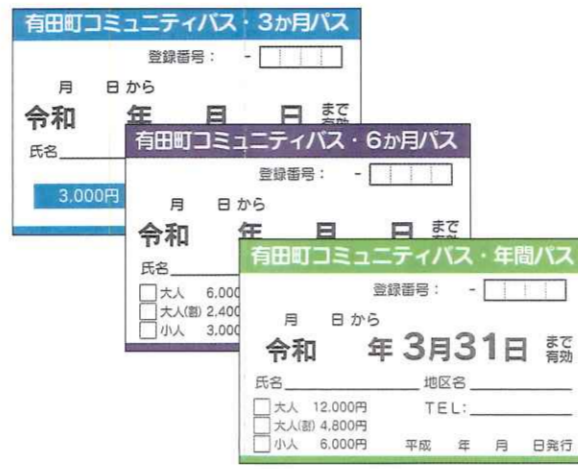 有田町コミュニティバス・3か月パス
登録番号： -
月 日から
令和 年 月 日 まで有効
氏名
3,000円
有田町コミュニティバス・6か月パス
登録番号： -
月 日から
令和 年 月 日 まで
氏名
大人 6,000
大人(割) 2,400
小人 3,000
有田町コミュニティバス・年間パス
登録番号： -
月 日から
令和 年 3月31日 まで有効
氏名 地区名
大人 12,000円 TEL:
大人(割) 4,800円
小人 6,000円 平成 年 月 日発行